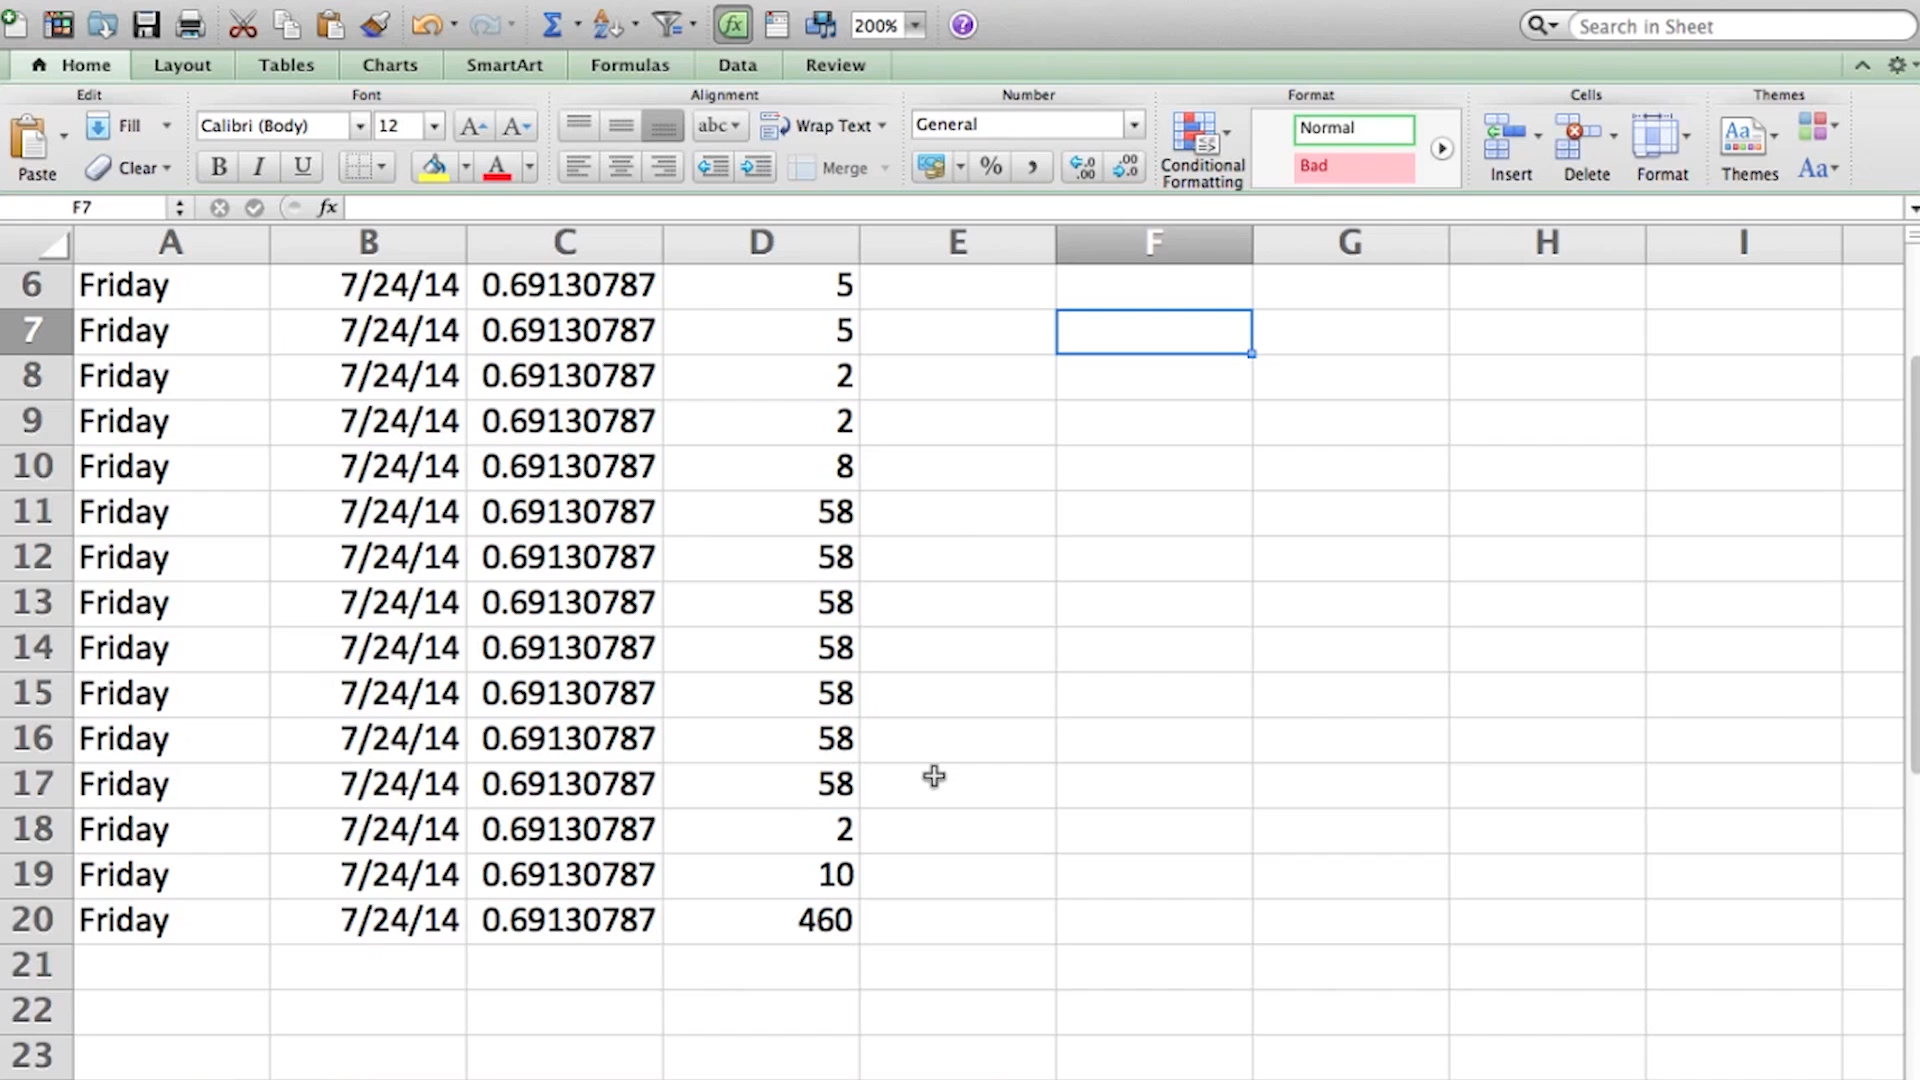 200%
Search in Sheet
Home Layout Tables Charts SmartArt Formulas Data Review
Edit Font Alignment Number Format Cells Themes
Paste Fill Calibri (Body) 12 abc Wrap Text General Conditional Formatting Normal Insert Delete Format Themes
Clear B I U A Merge % , .0 .00 .00 .0 Bad Aa
F7 fx
A B C D E F G H I
6 Friday 7/24/14 0.69130787 5
7 Friday 7/24/14 0.69130787 5
8 Friday 7/24/14 0.69130787 2
9 Friday 7/24/14 0.69130787 2
10 Friday 7/24/14 0.69130787 8
11 Friday 7/24/14 0.69130787 58
12 Friday 7/24/14 0.69130787 58
13 Friday 7/24/14 0.69130787 58
14 Friday 7/24/14 0.69130787 58
15 Friday 7/24/14 0.69130787 58
16 Friday 7/24/14 0.69130787 58
17 Friday 7/24/14 0.69130787 58
18 Friday 7/24/14 0.69130787 2
19 Friday 7/24/14 0.69130787 10
20 Friday 7/24/14 0.69130787 460
21
22
23